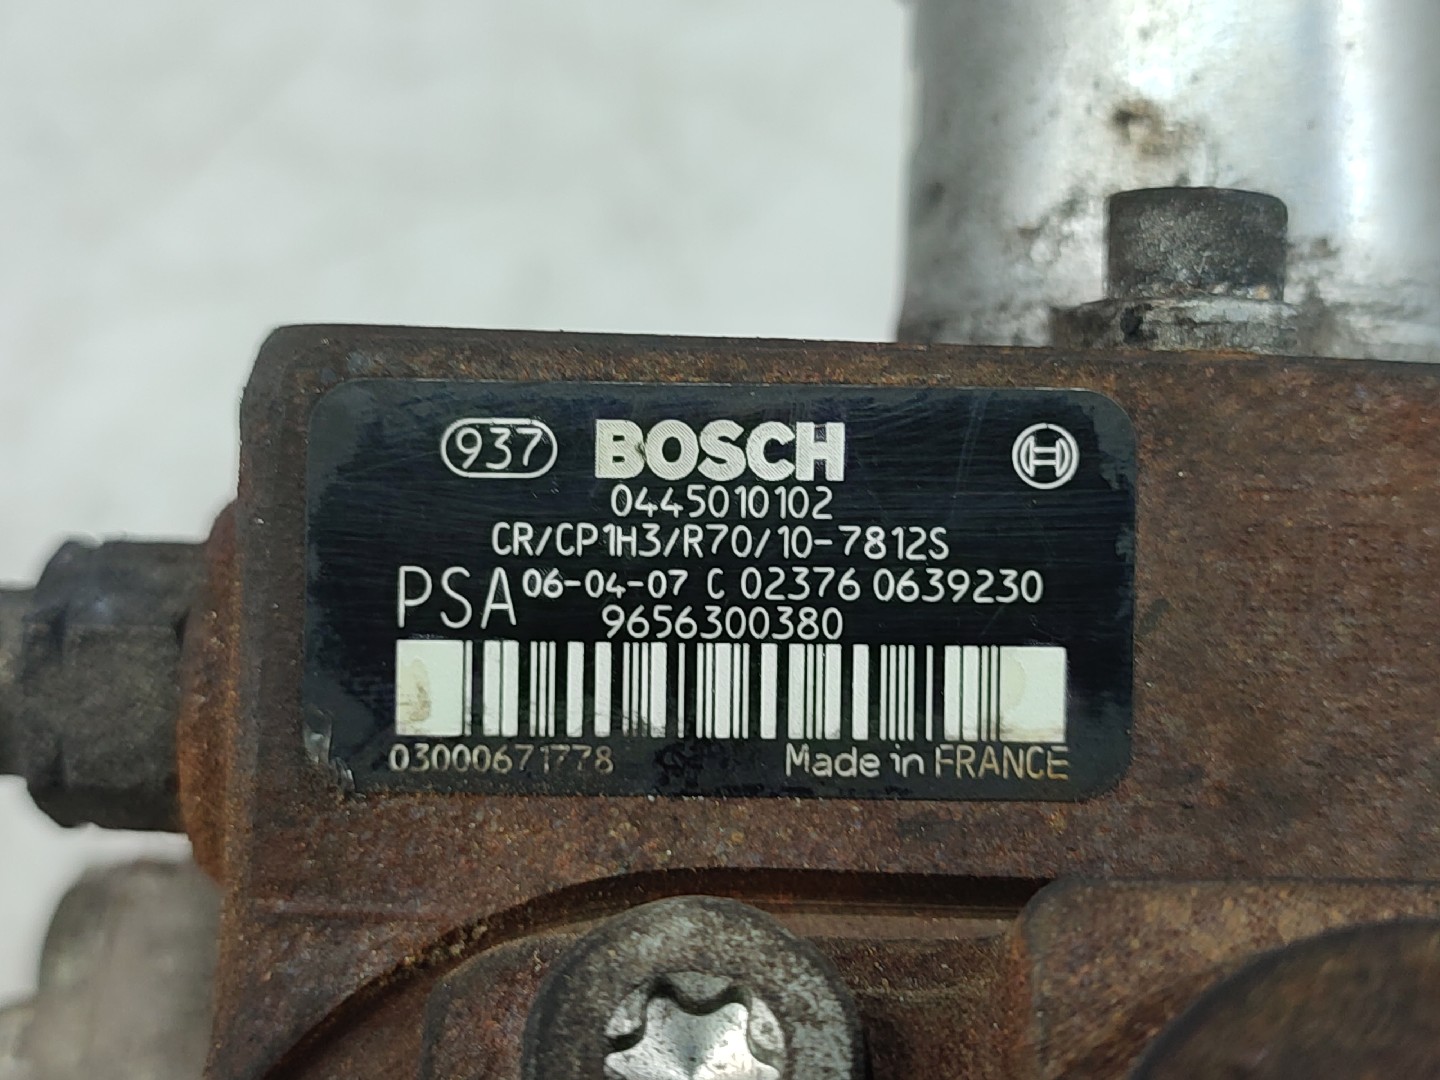 937 BOSCH
0445010102
CR/CP1H3/R70/10-7812S
PSA 06-04-07 C 02376 0639230
9656300380
03000671778 Made in FRANCE